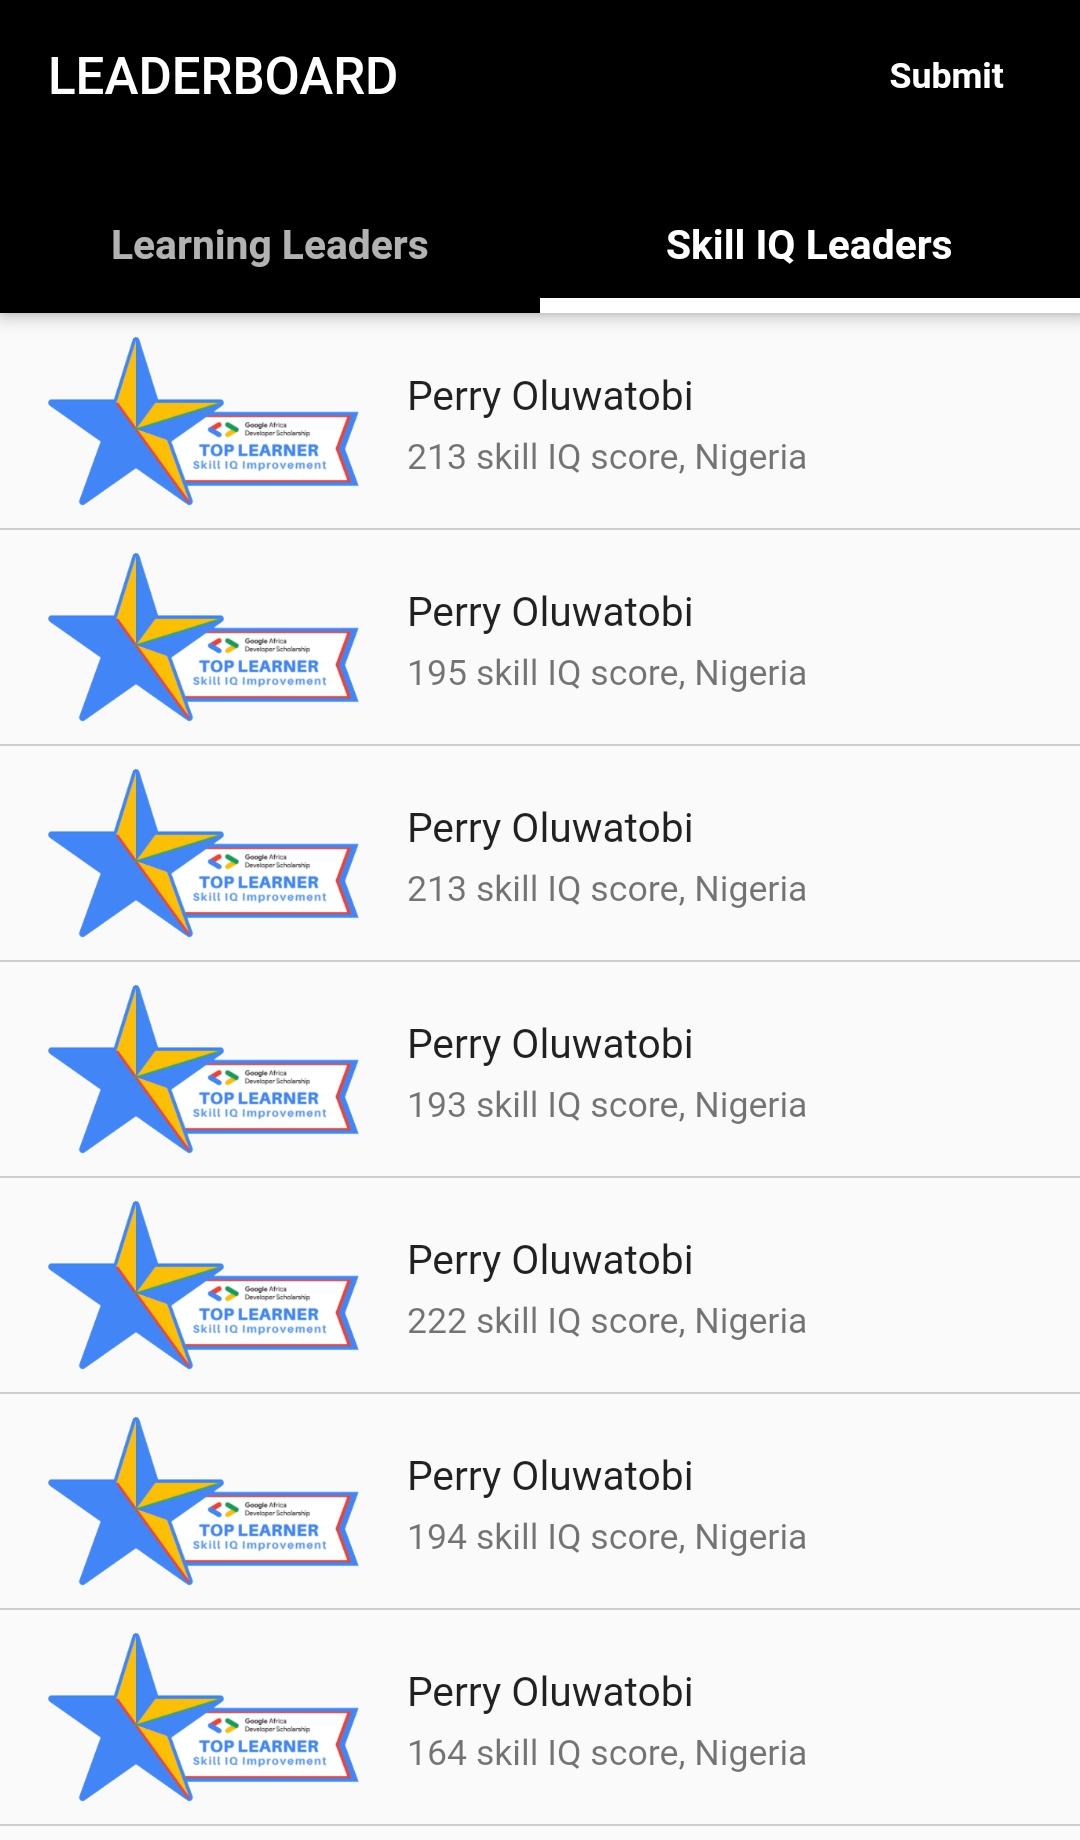 LEADERBOARD
Submit
Learning Leaders
Skill IQ Leaders
Perry Oluwatobi
213 skill IQ score, Nigeria
Google Africa
Developer Scholarship
TOP LEARNER
Skill IQ Improvement
Perry Oluwatobi
195 skill IQ score, Nigeria
Google Africa
Developer Scholarship
TOP LEARNER
Skill IQ Improvement
Perry Oluwatobi
213 skill IQ score, Nigeria
Google Africa
Developer Scholarship
TOP LEARNER
Skill IQ Improvement
Perry Oluwatobi
193 skill IQ score, Nigeria
Google Africa
Developer Scholarship
TOP LEARNER
Skill IQ Improvement
Perry Oluwatobi
222 skill IQ score, Nigeria
Google Africa
Developer Scholarship
TOP LEARNER
Skill IQ Improvement
Perry Oluwatobi
194 skill IQ score, Nigeria
Google Africa
Developer Scholarship
TOP LEARNER
Skill IQ Improvement
Perry Oluwatobi
164 skill IQ score, Nigeria
Google Africa
Developer Scholarship
TOP LEARNER
Skill IQ Improvement